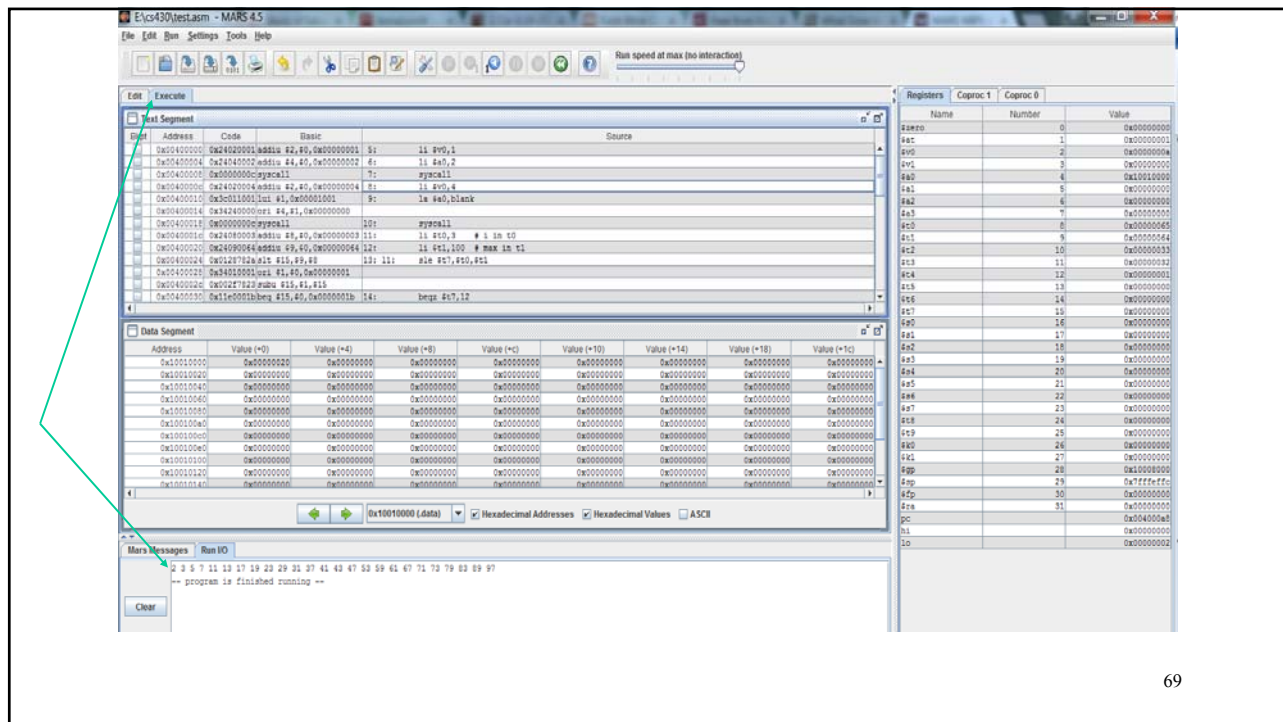 E:\cs430\test.asm - MARS 4.5
File Edit Run Settings Tools Help
Run speed at max (no interaction)
Edit Execute
Text Segment
Bkpt Address Code Basic Source
0x00400000 0x24020001 addiu $2,$0,0x00000001 5: li $v0,1
0x00400004 0x24040002 addiu $4,$0,0x00000002 6: li $a0,2
0x00400008 0x0000000c syscall 7: syscall
0x0040000c 0x24020004 addiu $2,$0,0x00000004 8: li $v0,4
0x00400010 0x3c011001 lui $1,0x00001001 9: la $a0,blank
0x00400014 0x34240000 ori $4,$1,0x00000000
0x00400018 0x0000000c syscall 10: syscall
0x0040001c 0x24080003 addiu $8,$0,0x00000003 11: li $t0,3 # i in t0
0x00400020 0x24090064 addiu $9,$0,0x00000064 12: li $t1,100 # max in t1
0x00400024 0x0128782a slt $15,$9,$8 13: 11: sle $t7,$t0,$t1
0x00400028 0x34010001 ori $1,$0,0x00000001
0x0040002c 0x002f7823 subu $15,$1,$15
0x00400030 0x11e0001b beq $15,$0,0x0000001b 14: beqz $t7,l2
Data Segment
Address Value (+0) Value (+4) Value (+8) Value (+c) Value (+10) Value (+14) Value (+18) Value (+1c)
0x10010000 0x00000020 0x00000000 0x00000000 0x00000000 0x00000000 0x00000000 0x00000000 0x00000000
0x10010020 0x00000000 0x00000000 0x00000000 0x00000000 0x00000000 0x00000000 0x00000000 0x00000000
0x10010040 0x00000000 0x00000000 0x00000000 0x00000000 0x00000000 0x00000000 0x00000000 0x00000000
0x10010060 0x00000000 0x00000000 0x00000000 0x00000000 0x00000000 0x00000000 0x00000000 0x00000000
0x10010080 0x00000000 0x00000000 0x00000000 0x00000000 0x00000000 0x00000000 0x00000000 0x00000000
0x100100a0 0x00000000 0x00000000 0x00000000 0x00000000 0x00000000 0x00000000 0x00000000 0x00000000
0x100100c0 0x00000000 0x00000000 0x00000000 0x00000000 0x00000000 0x00000000 0x00000000 0x00000000
0x100100e0 0x00000000 0x00000000 0x00000000 0x00000000 0x00000000 0x00000000 0x00000000 0x00000000
0x10010100 0x00000000 0x00000000 0x00000000 0x00000000 0x00000000 0x00000000 0x00000000 0x00000000
0x10010120 0x00000000 0x00000000 0x00000000 0x00000000 0x00000000 0x00000000 0x00000000 0x00000000
0x10010140 0x00000000 0x00000000 0x00000000 0x00000000 0x00000000 0x00000000 0x00000000 0x00000000
0x10010000 (.data) Hexadecimal Addresses Hexadecimal Values ASCII
Mars Messages Run I/O
2 3 5 7 11 13 17 19 23 29 31 37 41 43 47 53 59 61 67 71 73 79 83 89 97
-- program is finished running --
Clear
Registers Coproc 1 Coproc 0
Name Number Value
$zero 0 0x00000000
$at 1 0x00000001
$v0 2 0x0000000a
$v1 3 0x00000000
$a0 4 0x10010000
$a1 5 0x00000000
$a2 6 0x00000000
$a3 7 0x00000000
$t0 8 0x00000065
$t1 9 0x00000064
$t2 10 0x00000033
$t3 11 0x00000032
$t4 12 0x00000001
$t5 13 0x00000000
$t6 14 0x00000000
$t7 15 0x00000000
$s0 16 0x00000000
$s1 17 0x00000000
$s2 18 0x00000000
$s3 19 0x00000000
$s4 20 0x00000000
$s5 21 0x00000000
$s6 22 0x00000000
$s7 23 0x00000000
$t8 24 0x00000000
$t9 25 0x00000000
$k0 26 0x00000000
$k1 27 0x00000000
$gp 28 0x10008000
$sp 29 0x7fffeffc
$fp 30 0x00000000
$ra 31 0x00000000
pc 0x004000a8
hi 0x00000000
lo 0x00000002
69